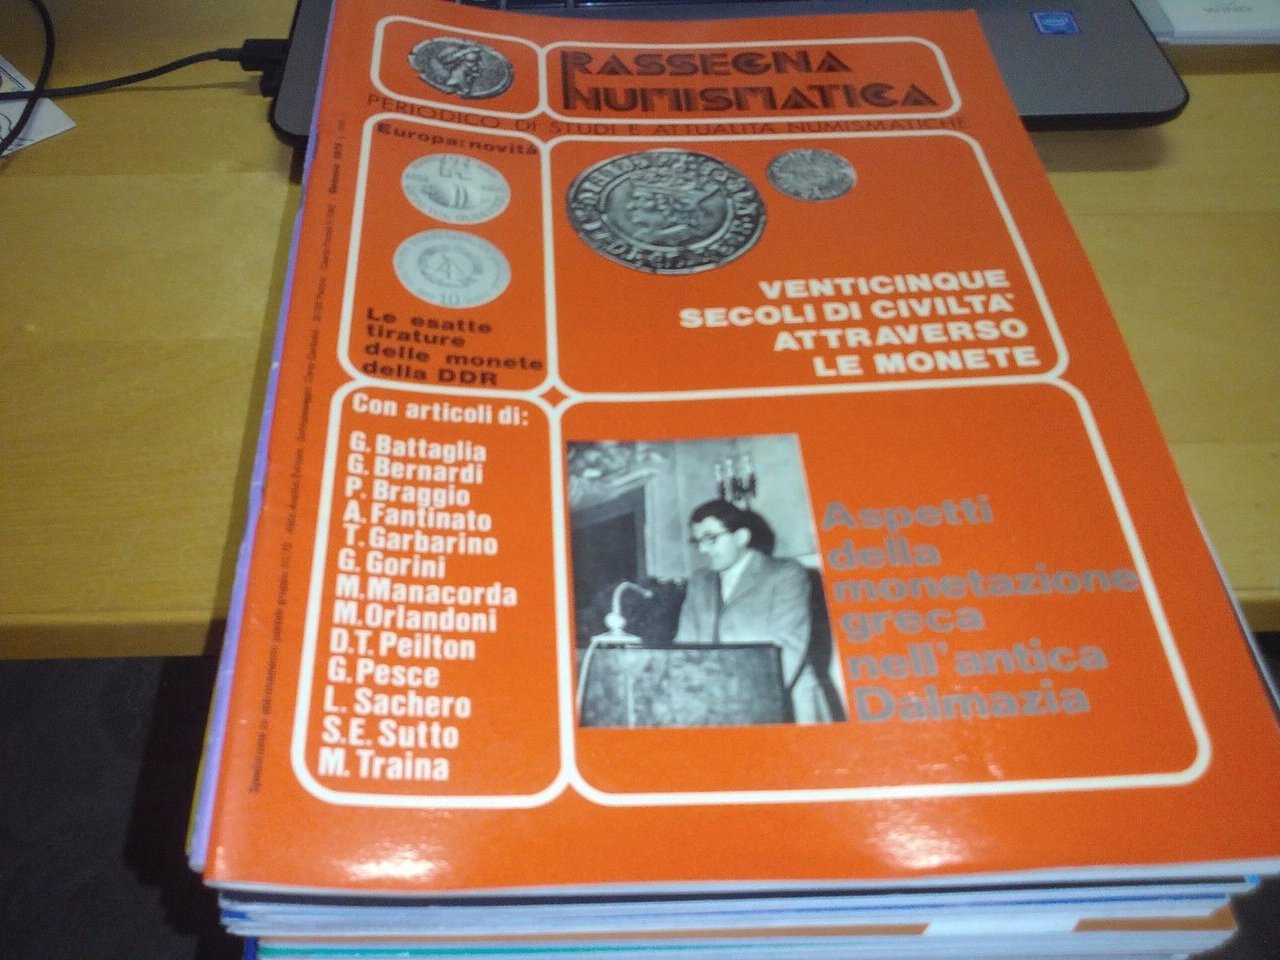 RASSEGNA
NUMISMATICA
PERIODICO DI STUDI E ATTUALITÀ NUMISMATICHE
Europa: novità
10
Le esatte
tirature
delle monete
della DDR
VENTICINQUE
SECOLI DI CIVILTA'
ATTRAVERSO
LE MONETE
Con articoli di:
G. Battaglia
G. Bernardi
P. Braggio
A. Fantinato
T. Garbarino
G. Gorini
M. Manacorda
M. Orlandoni
D.T. Peilton
G. Pesce
L. Sachero
S.E. Sutto
M. Traina
Aspetti
della
monetazione
greca
nell'antica
Dalmazia